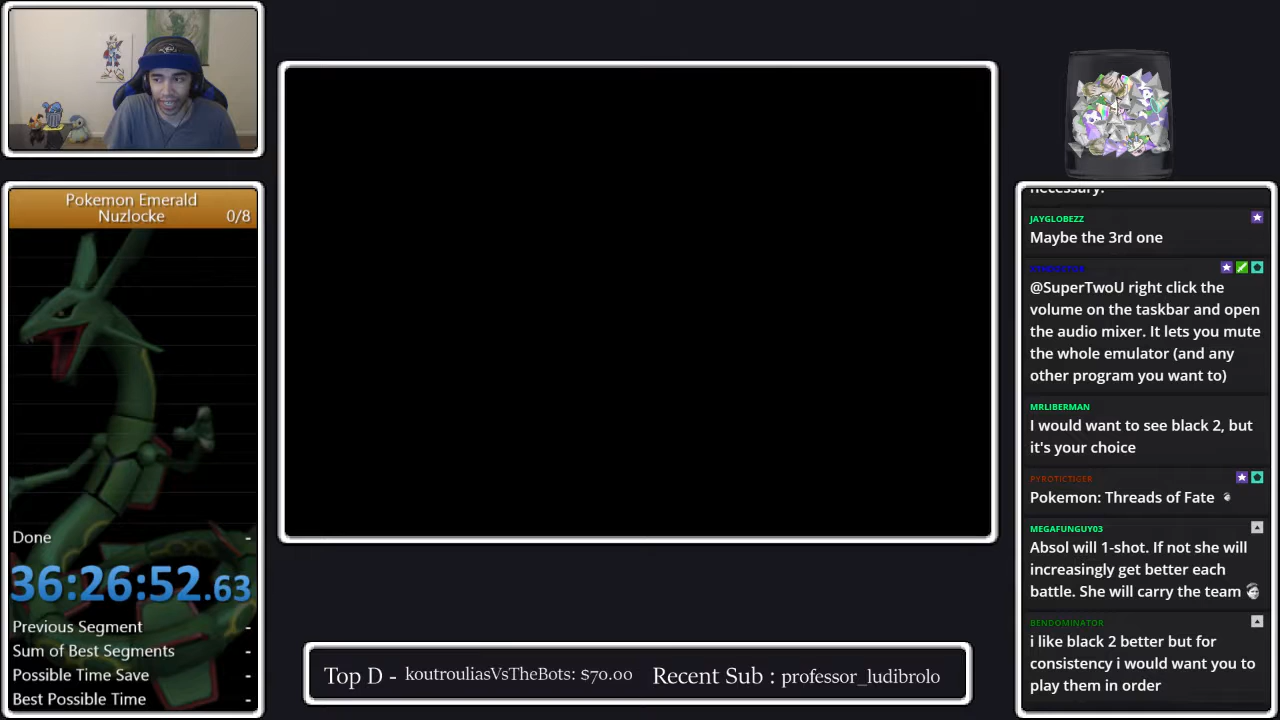 Pokemon Emerald
Nuzlocke 0/8
Done -
36:26:52.63
Previous Segment -
Sum of Best Segments -
Possible Time Save -
Best Possible Time -
Top D - koutrouliasVsTheBots: $70.00 Recent Sub : professor_ludibrolo
necessary.
JAYGLOBEZZ
Maybe the 3rd one
@SuperTwoU right click the
volume on the taskbar and open
the audio mixer. It lets you mute
the whole emulator (and any
other program you want to)
MRLIBERMAN
I would want to see black 2, but
it's your choice
PYROTICTIGER
Pokemon: Threads of Fate
MEGAFUNGUY03
Absol will 1-shot. If not she will
increasingly get better each
battle. She will carry the team
BENDOMINATOR
i like black 2 better but for
consistency i would want you to
play them in order